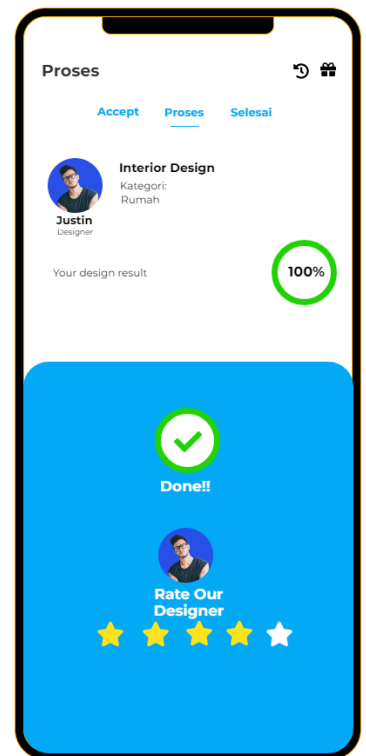 Proses
Accept Proses Selesai
Interior Design
Kategori:
Rumah
Justin
Designer
Your design result
100%
Done!!
Rate Our
Designer